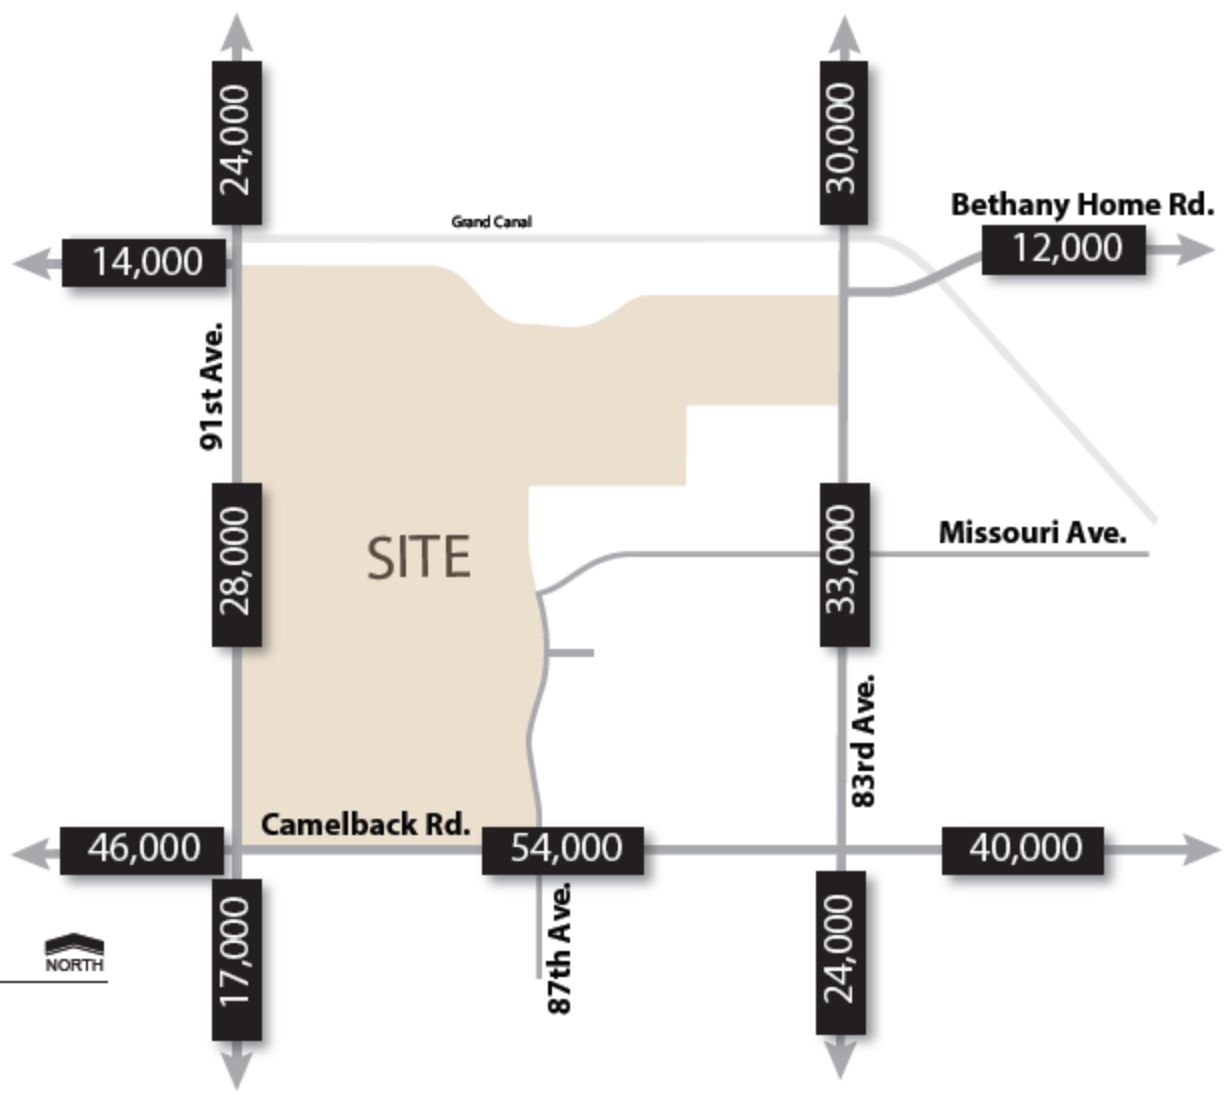 24,000
30,000
Bethany Home Rd.
Grand Canal
14,000
12,000
91st Ave.
28,000
SITE
33,000
Missouri Ave.
83rd Ave.
Camelback Rd.
46,000
54,000
40,000
17,000
87th Ave.
24,000
NORTH